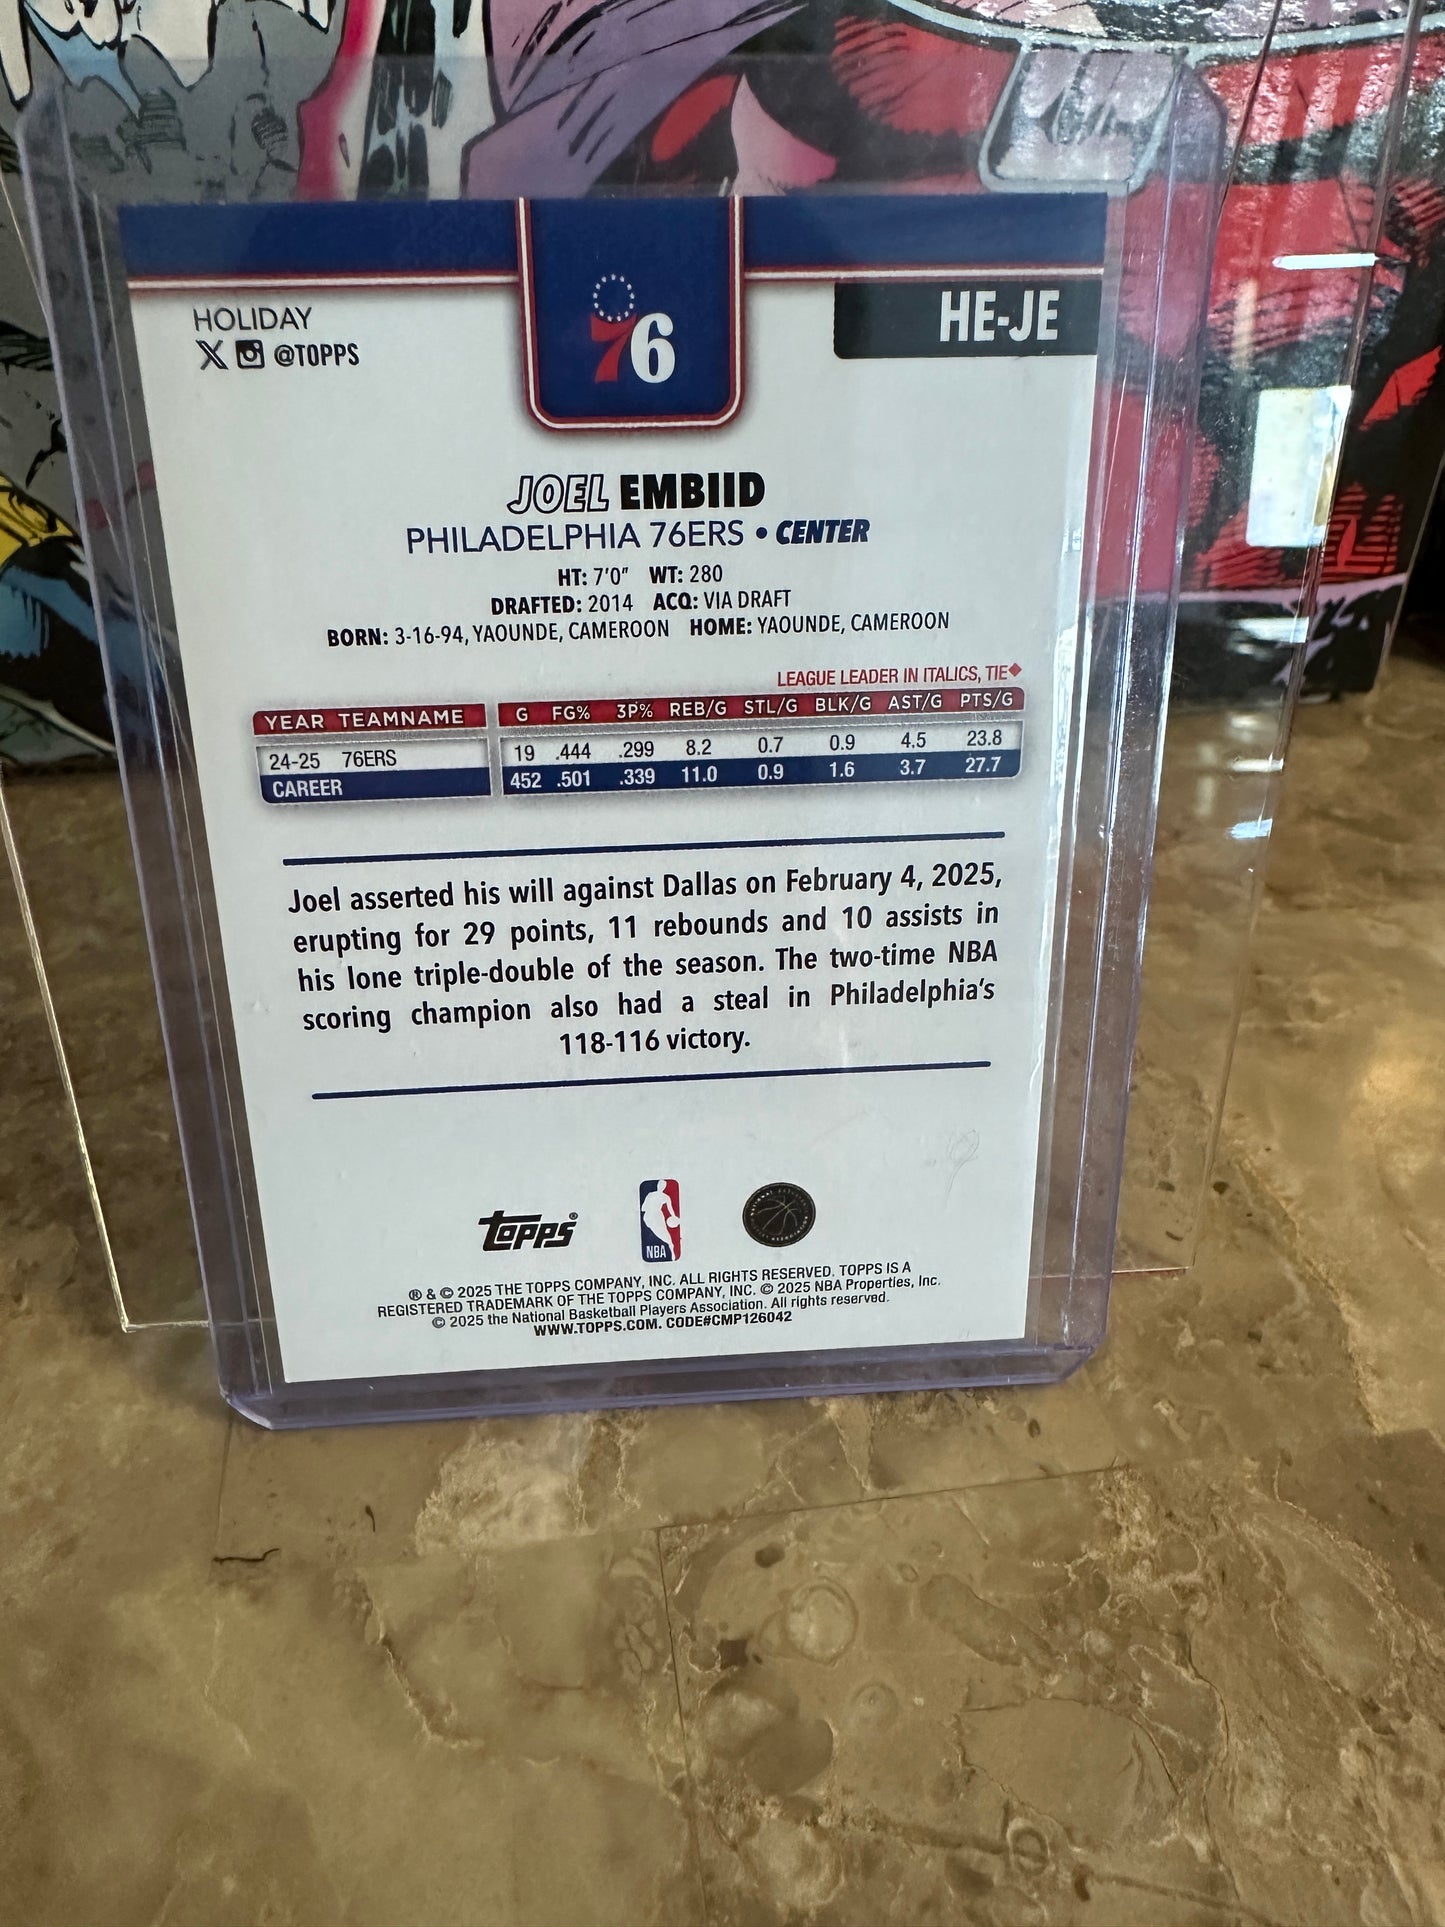 HOLIDAY
X @TOPPS
76
HE-JE
JOEL EMBIID
PHILADELPHIA 76ERS • CENTER
HT: 7'0" WT: 280
DRAFTED: 2014 ACQ: VIA DRAFT
BORN: 3-16-94, YAOUNDE, CAMEROON HOME: YAOUNDE, CAMEROON
LEAGUE LEADER IN ITALICS, TIE◆
YEAR TEAMNAME G FG% 3P% REB/G STL/G BLK/G AST/G PTS/G
24-25 76ERS 19 .444 .299 8.2 0.7 0.9 4.5 23.8
CAREER 452 .501 .339 11.0 0.9 1.6 3.7 27.7
Joel asserted his will against Dallas on February 4, 2025,
erupting for 29 points, 11 rebounds and 10 assists in
his lone triple-double of the season. The two-time NBA
scoring champion also had a steal in Philadelphia's
118-116 victory.
topps®
NBA
® & © 2025 THE TOPPS COMPANY, INC. ALL RIGHTS RESERVED. TOPPS IS A
REGISTERED TRADEMARK OF THE TOPPS COMPANY, INC. © 2025 NBA Properties, Inc.
© 2025 the National Basketball Players Association. All rights reserved.
WWW.TOPPS.COM. CODE#CMP126042